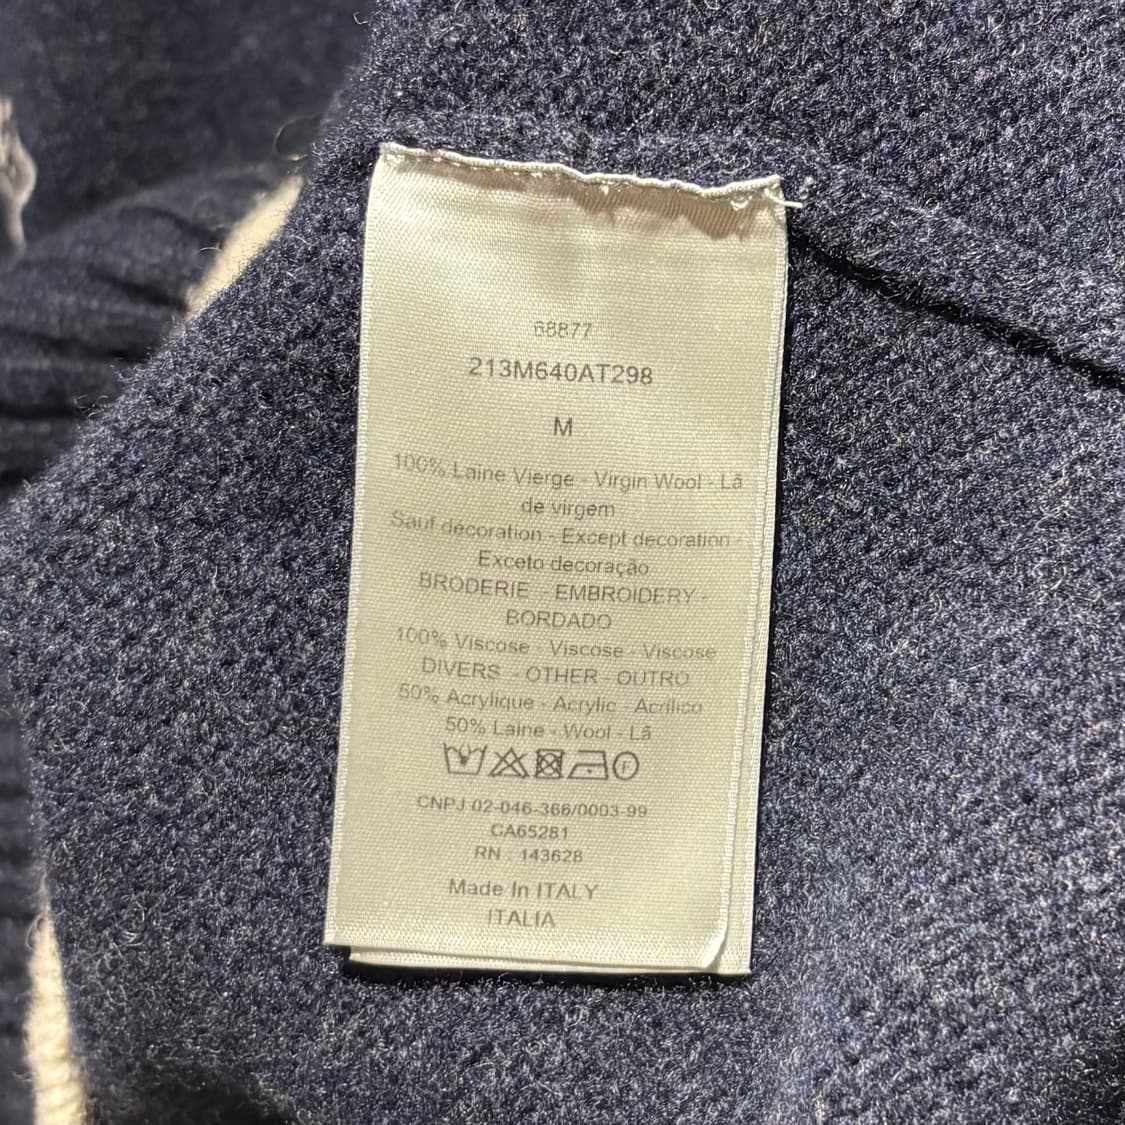 68877
213M640AT298
M
100% Laine Vierge - Virgin Wool - Lã
de virgem
Sauf decoration - Except decoration -
Exceto decoração
BRODERIE - EMBROIDERY -
BORDADO
100% Viscose - Viscose - Viscose
DIVERS - OTHER - OUTRO
50% Acrylique - Acrylic - Acrílico
50% Laine - Wool - Lã
F
CNPJ 02-046-366/0003-99
CA65281
RN : 143628
Made In ITALY
ITALIA